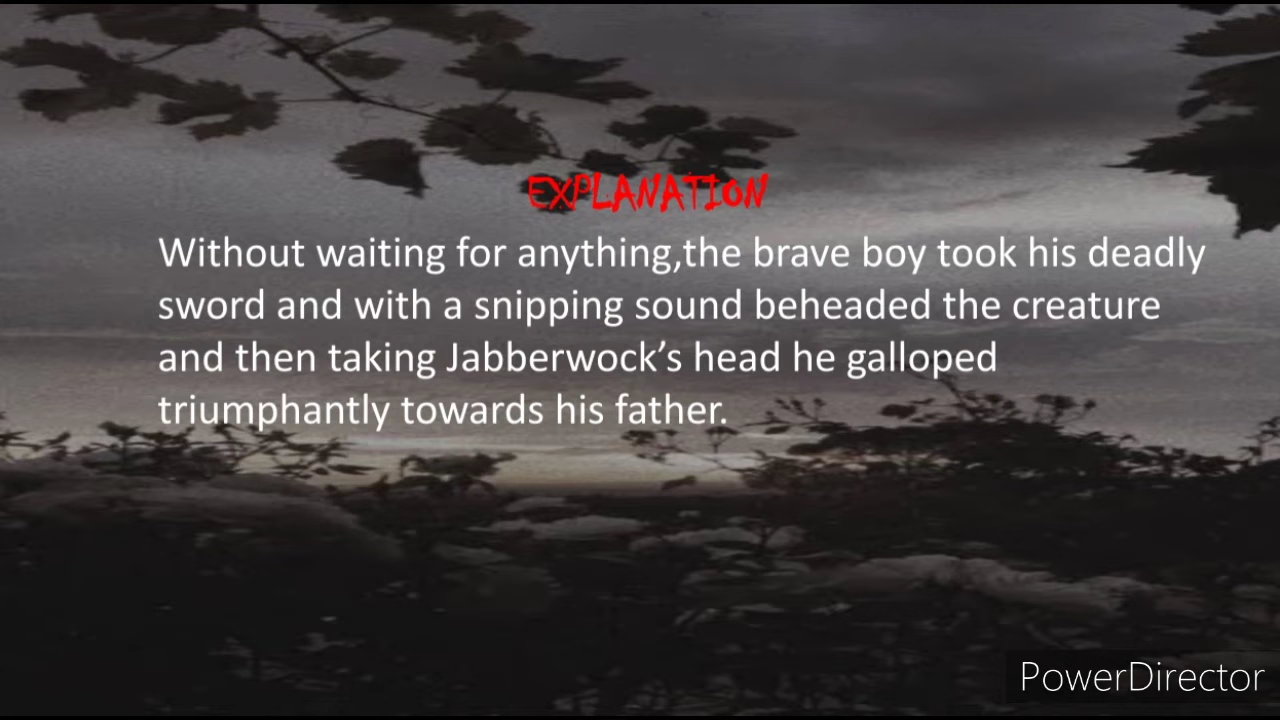 EXPLANATION
Without waiting for anything,the brave boy took his deadly
sword and with a snipping sound beheaded the creature
and then taking Jabberwock’s head he galloped
triumphantly towards his father.
PowerDirector